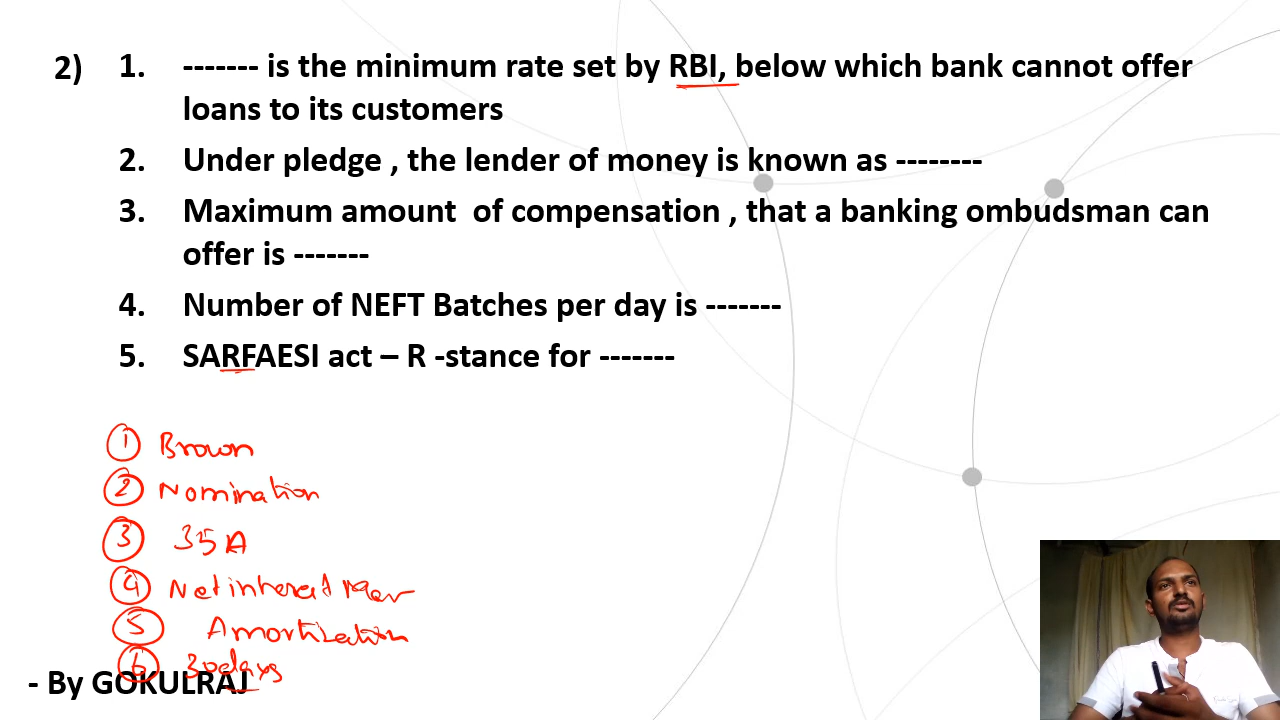 2) 1. ------- is the minimum rate set by RBI, below which bank cannot offer
loans to its customers
2. Under pledge , the lender of money is known as --------
3. Maximum amount of compensation , that a banking ombudsman can
offer is -------
4. Number of NEFT Batches per day is -------
5. SARFAESI act – R -stance for -------
① Brown
② Nomination
③ 35A
④ Net interest
⑤ Amortization
⑥ 30days
- By GOKULRAJ